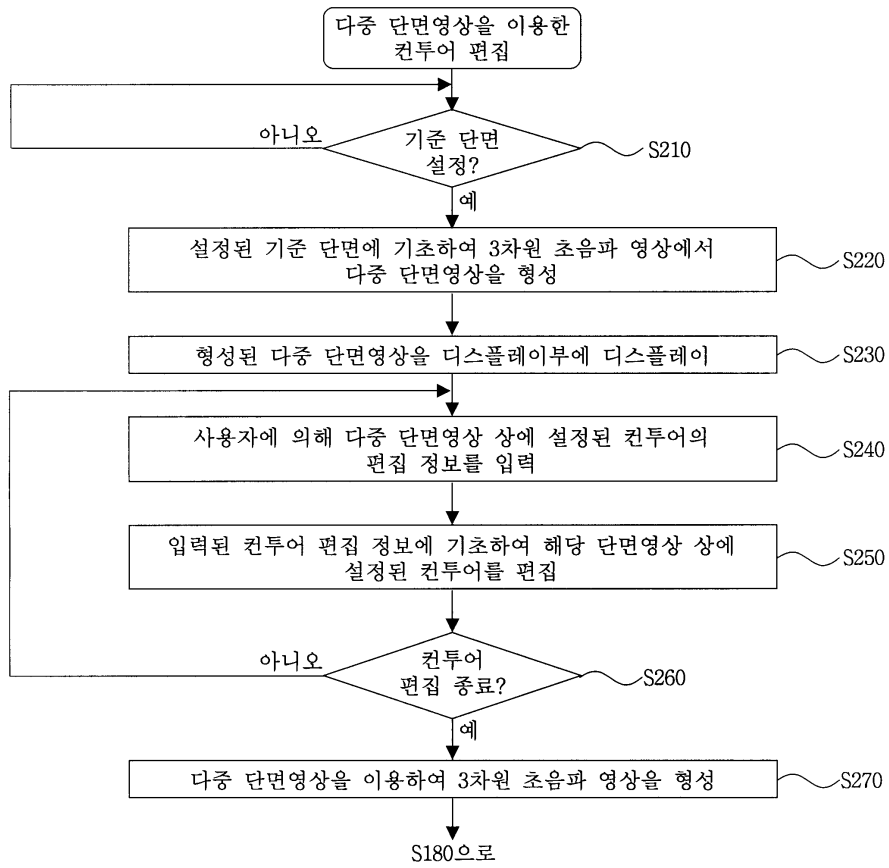 다중 단면영상을 이용한
컨투어 편집
아니오
기준 단면
설정?
S210
예
설정된 기준 단면에 기초하여 3차원 초음파 영상에서
다중 단면영상을 형성
S220
형성된 다중 단면영상을 디스플레이부에 디스플레이
S230
사용자에 의해 다중 단면영상 상에 설정된 컨투어의
편집 정보를 입력
S240
입력된 컨투어 편집 정보에 기초하여 해당 단면영상 상에
설정된 컨투어를 편집
S250
아니오
컨투어
편집 종료?
S260
예
다중 단면영상을 이용하여 3차원 초음파 영상을 형성
S270
S180으로